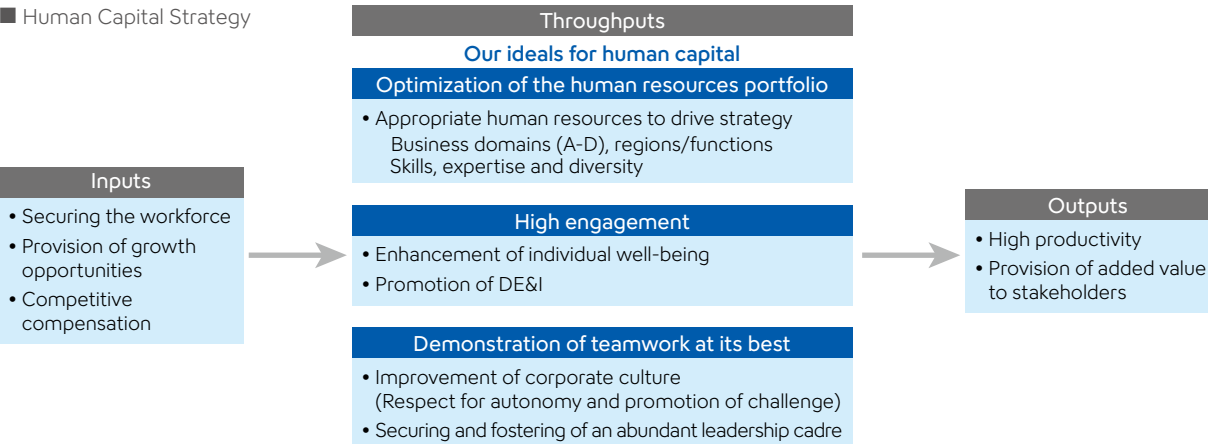 ■ Human Capital Strategy
Throughputs
Our ideals for human capital
Optimization of the human resources portfolio
• Appropriate human resources to drive strategy
Business domains (A-D), regions/functions
Skills, expertise and diversity
Inputs
• Securing the workforce
• Provision of growth
opportunities
• Competitive
compensation
High engagement
• Enhancement of individual well-being
• Promotion of DE&I
Demonstration of teamwork at its best
• Improvement of corporate culture
(Respect for autonomy and promotion of challenge)
• Securing and fostering of an abundant leadership cadre
Outputs
• High productivity
• Provision of added value
to stakeholders